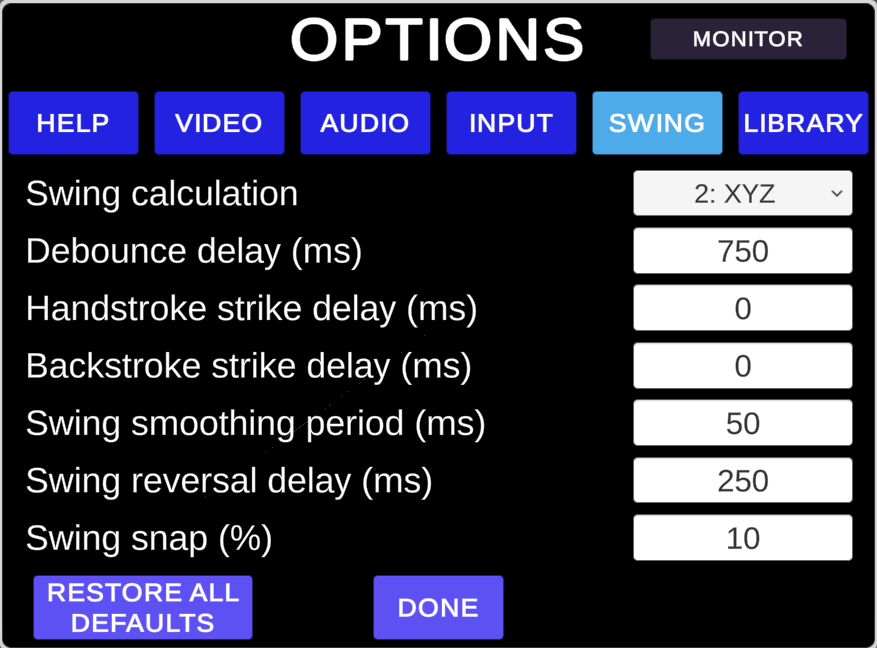 OPTIONS
MONITOR
HELP
VIDEO
AUDIO
INPUT
SWING
LIBRARY
Swing calculation
2: XYZ
Debounce delay (ms)
750
Handstroke strike delay (ms)
0
Backstroke strike delay (ms)
0
Swing smoothing period (ms)
50
Swing reversal delay (ms)
250
Swing snap (%)
10
RESTORE ALL
DEFAULTS
DONE